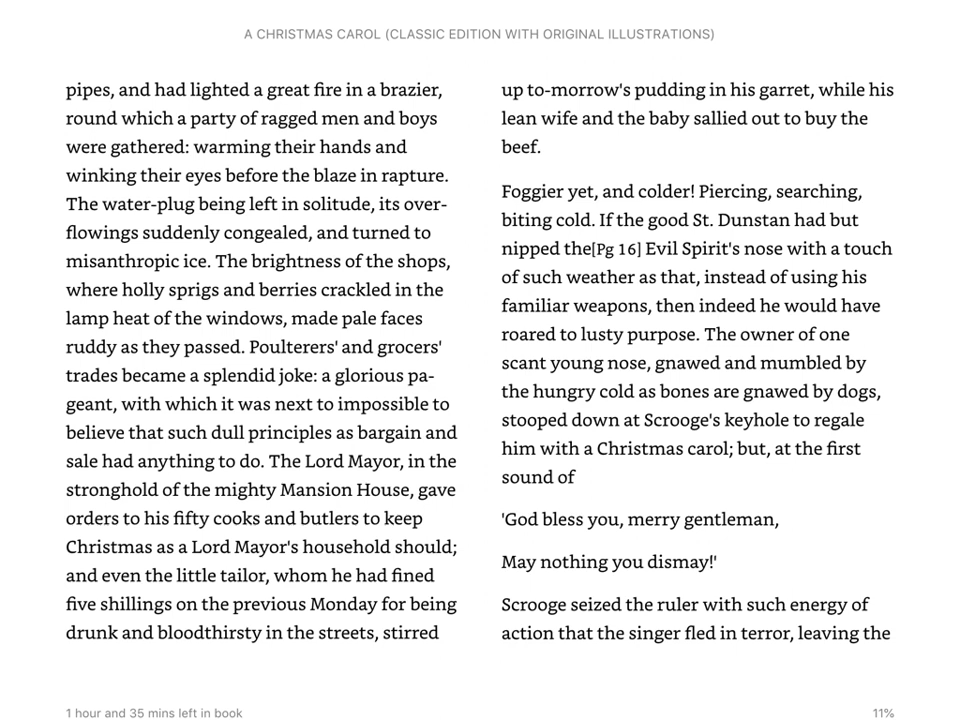 A CHRISTMAS CAROL (CLASSIC EDITION WITH ORIGINAL ILLUSTRATIONS)
pipes, and had lighted a great fire in a brazier,
round which a party of ragged men and boys
were gathered: warming their hands and
winking their eyes before the blaze in rapture.
The water-plug being left in solitude, its over-
flowings suddenly congealed, and turned to
misanthropic ice. The brightness of the shops,
where holly sprigs and berries crackled in the
lamp heat of the windows, made pale faces
ruddy as they passed. Poulterers' and grocers'
trades became a splendid joke: a glorious pa-
geant, with which it was next to impossible to
believe that such dull principles as bargain and
sale had anything to do. The Lord Mayor, in the
stronghold of the mighty Mansion House, gave
orders to his fifty cooks and butlers to keep
Christmas as a Lord Mayor's household should;
and even the little tailor, whom he had fined
five shillings on the previous Monday for being
drunk and bloodthirsty in the streets, stirred
up to-morrow's pudding in his garret, while his
lean wife and the baby sallied out to buy the
beef.
Foggier yet, and colder! Piercing, searching,
biting cold. If the good St. Dunstan had but
nipped the[Pg 16] Evil Spirit's nose with a touch
of such weather as that, instead of using his
familiar weapons, then indeed he would have
roared to lusty purpose. The owner of one
scant young nose, gnawed and mumbled by
the hungry cold as bones are gnawed by dogs,
stooped down at Scrooge's keyhole to regale
him with a Christmas carol; but, at the first
sound of
'God bless you, merry gentleman,
May nothing you dismay!'
Scrooge seized the ruler with such energy of
action that the singer fled in terror, leaving the
1 hour and 35 mins left in book
11%